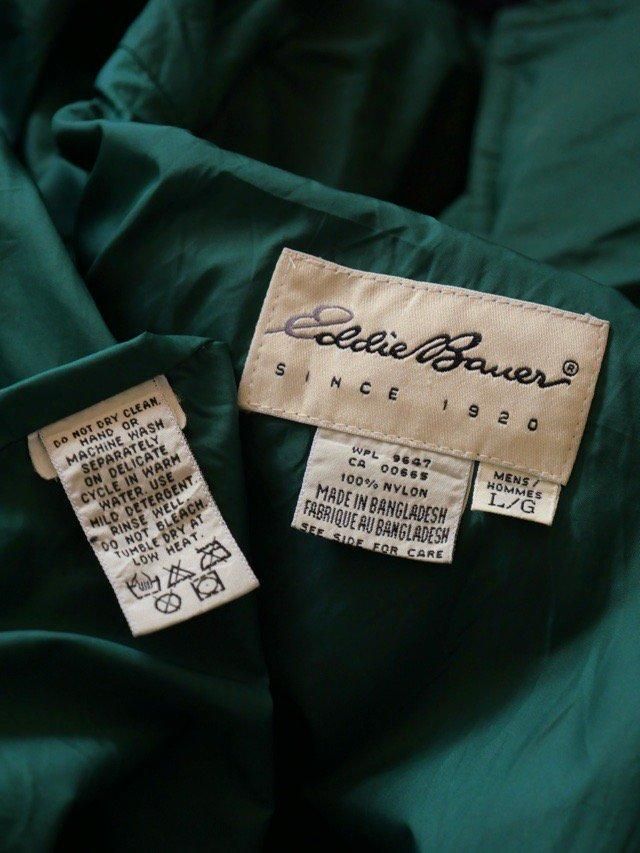 Eddie Bauer®
SINCE 1920
WPL 9647
CA 00665
100% NYLON
MADE IN BANGLADESH
FABRIQUE AU BANGLADESH
SEE SIDE FOR CARE
MENS/
HOMMES
L/G
DO NOT DRY CLEAN.
HAND OR
MACHINE WASH
SEPARATELY
ON DELICATE
CYCLE IN WARM
WATER. USE
MILD DETERGENT
RINSE WELL.
DO NOT BLEACH
TUMBLE DRY AT
LOW HEAT.